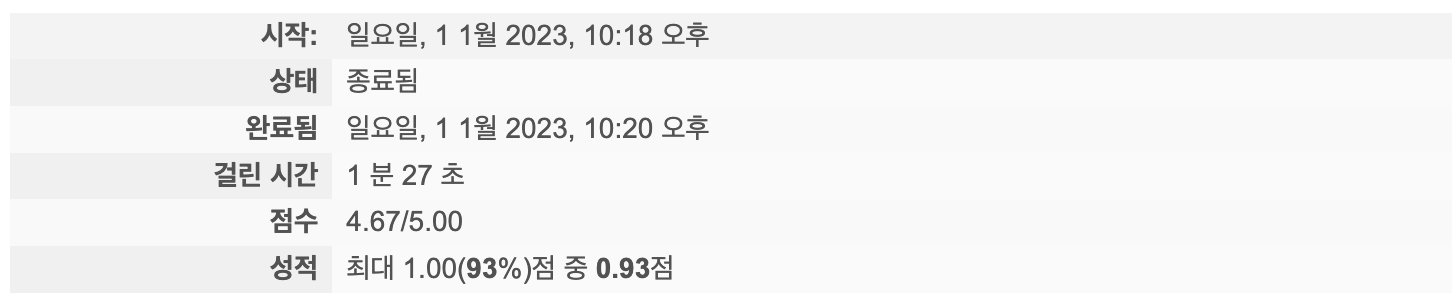 시작: 일요일, 1 1월 2023, 10:18 오후
상태 종료됨
완료됨 일요일, 1 1월 2023, 10:20 오후
걸린 시간 1 분 27 초
점수 4.67/5.00
성적 최대 1.00(93%)점 중 0.93점